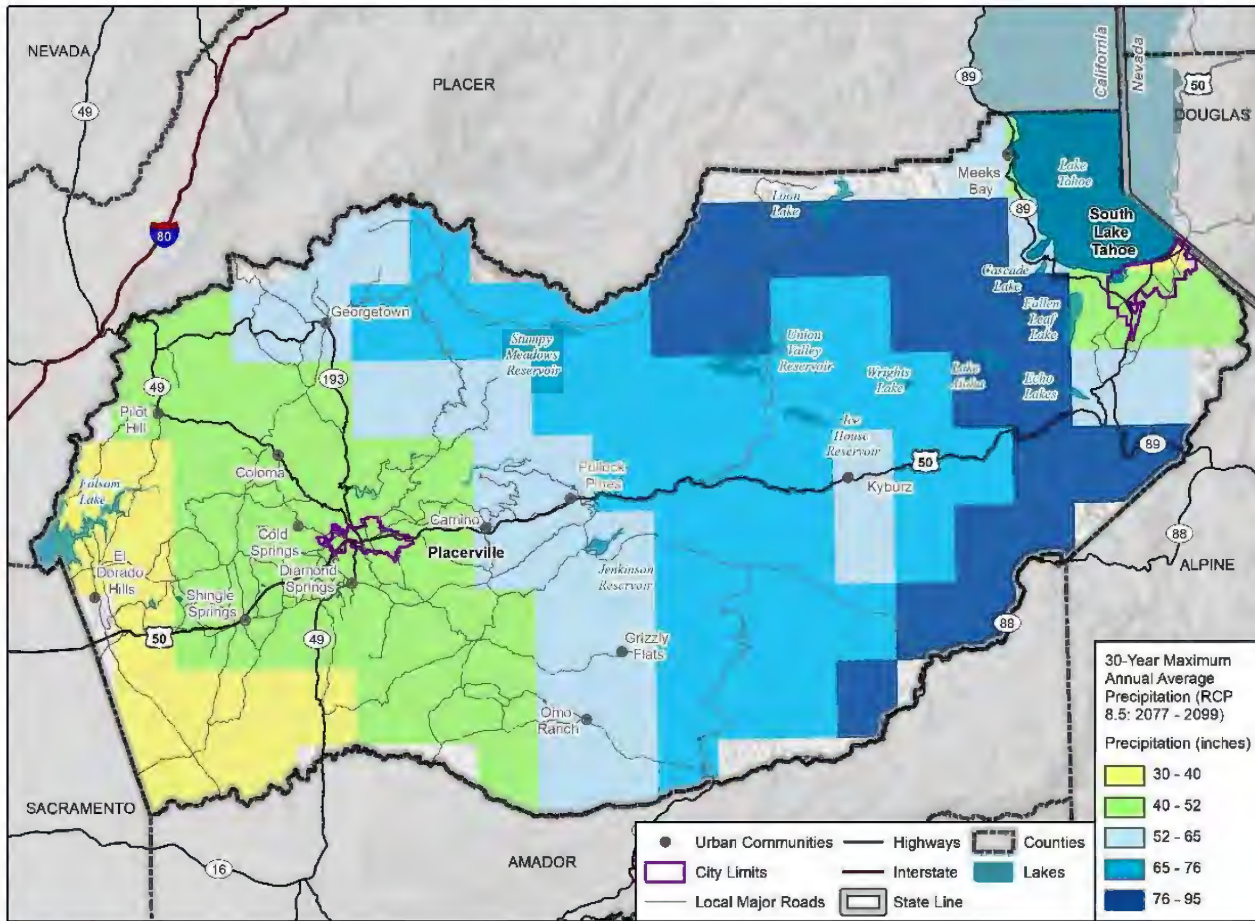 NEVADA
PLACER
49
80
89
California
Nevada
50
DOUGLAS
Meeks
Bay
Lake
Tahoe
Loon
Lake
89
South
Lake
Tahoe
Cascade
Lake
Fallen
Leaf
Lake
Georgetown
Stumpy
Meadows
Reservoir
Union
Valley
Reservoir
Wrights
Lake
Lake
Aloha
Echo
Lakes
193
49
Pilot
Hill
Coloma
Ice
House
Reservoir
50
89
Folsom
Lake
Pollock
Pines
Kyburz
Cold
Springs
Camino
Placerville
88
El
Dorado
Hills
Diamond
Springs
Jenkinson
Reservoir
ALPINE
Shingle
Springs
50
49
Grizzly
Flats
88
Omo
Ranch
SACRAMENTO
AMADOR
16
30-Year Maximum
Annual Average
Precipitation (RCP
8.5: 2077 - 2099)
Precipitation (inches)
30 - 40
40 - 52
52 - 65
65 - 76
76 - 95
Urban Communities
Highways
Counties
City Limits
Interstate
Lakes
Local Major Roads
State Line